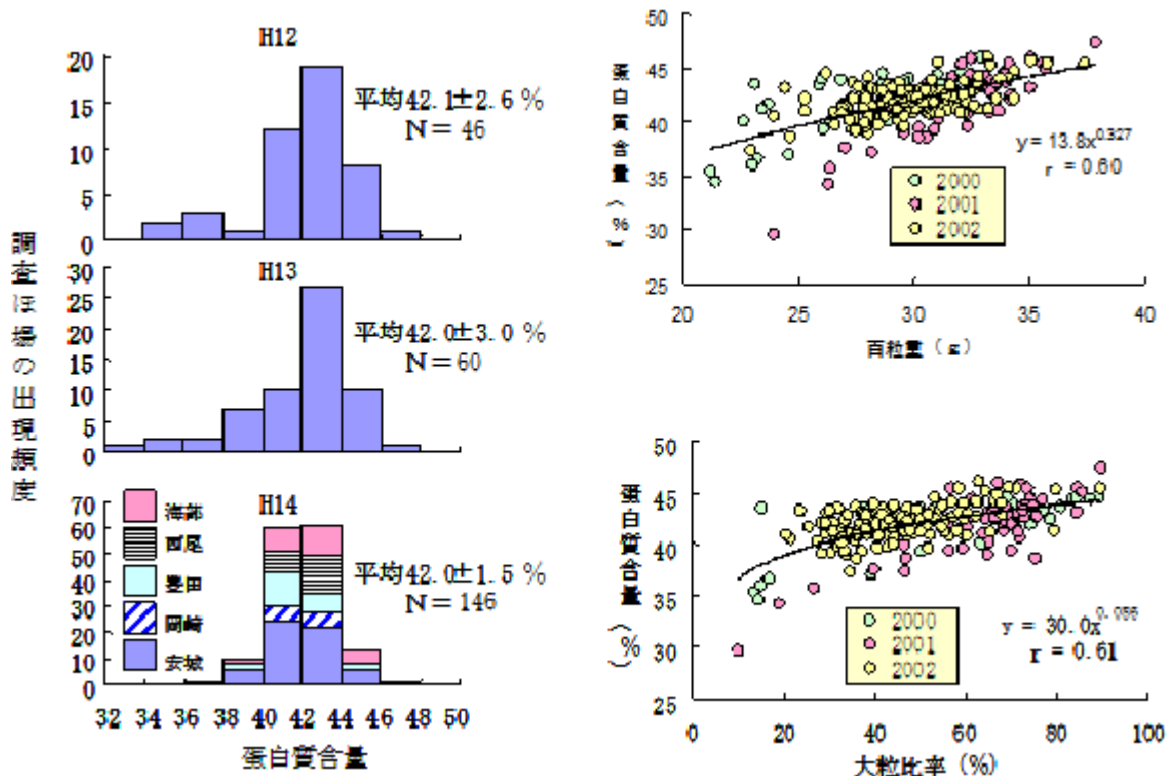 調査ほ場の出現頻度
H12
20
15
10
5
0
平均42.1±2.6 %
N = 46
H13
30
25
20
15
10
5
0
平均42.0±3.0 %
N = 60
H14
70
60
50
40
30
20
10
0
海部
西尾
豊田
岡崎
安城
平均42.0±1.5 %
N = 146
32 34 36 38 40 42 44 46 48 50
蛋白質含量
蛋白質含量(%)
50
45
40
35
30
25
y = 13.8x^0.327
r = 0.60
2000
2001
2002
20 25 30 35 40
百粒重(g)
蛋白質含量(%)
50
45
40
35
30
25
2000
2001
2002
y = 30.0x
r = 0.61
0 20 40 60 80 100
大粒比率(%)